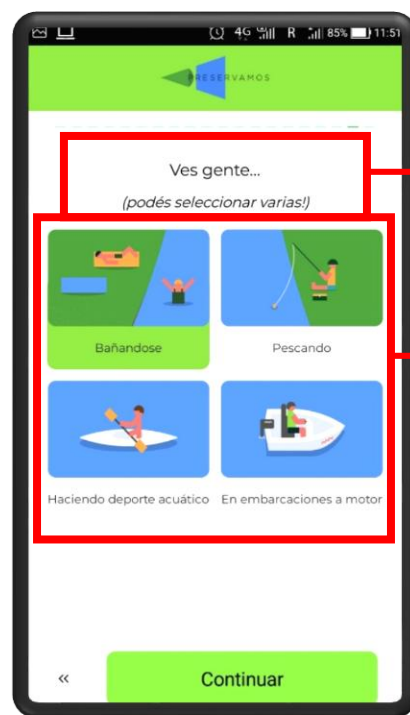 4G R 85% 11:51
PRESERVAMOS
Ves gente...
(podés seleccionar varias!)
Bañandose
Pescando
Haciendo deporte acuático
En embarcaciones a motor
«
Continuar